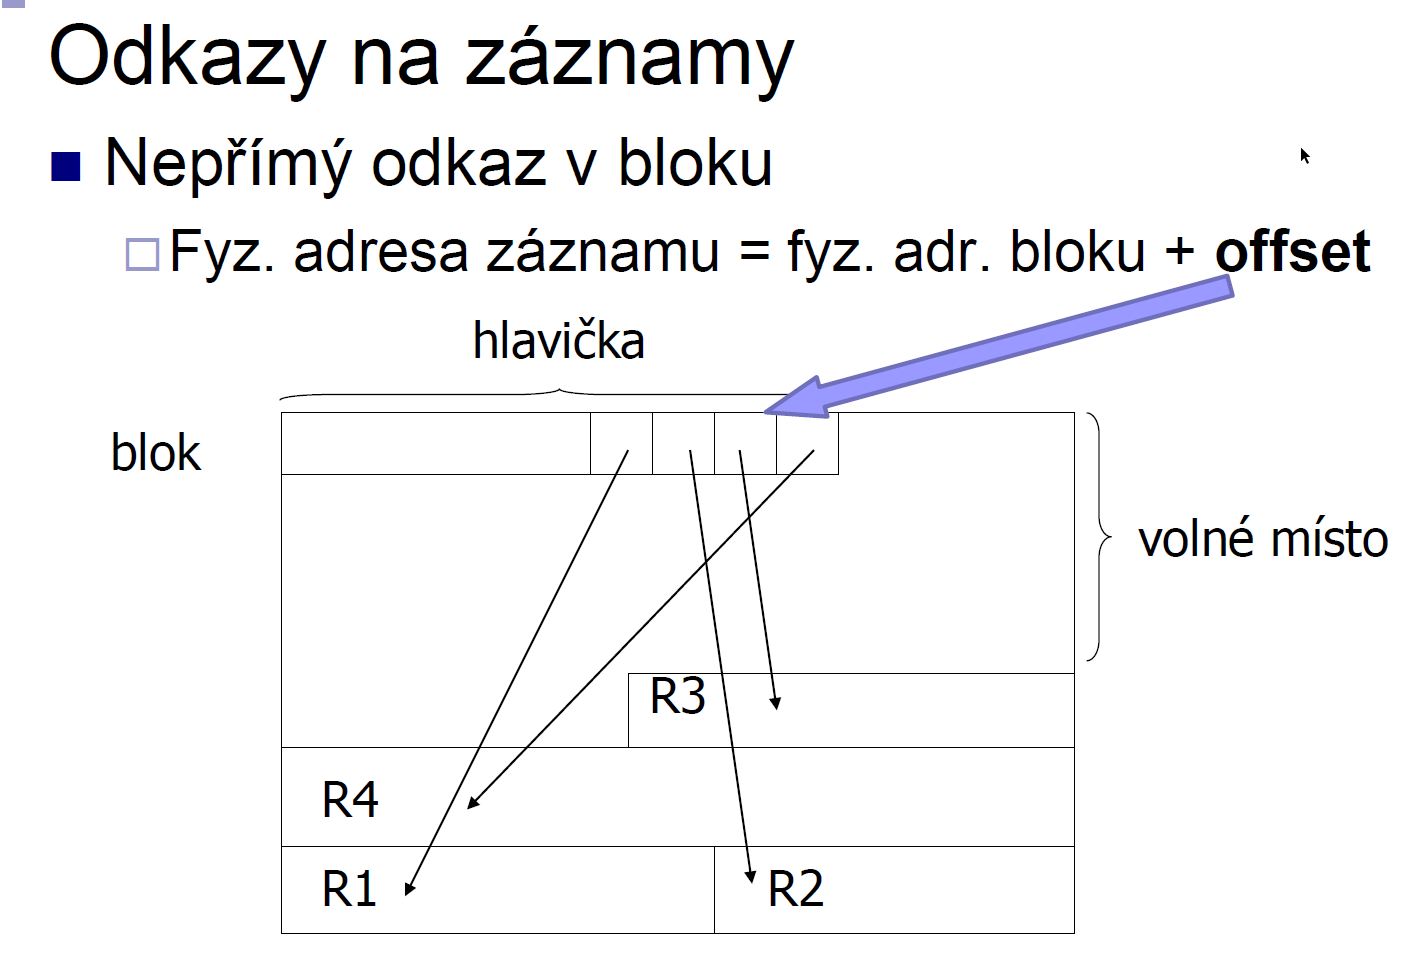 Odkazy na záznamy
Nepřímý odkaz v bloku
Fyz. adresa záznamu = fyz. adr. bloku + offset
hlavička
blok
volné místo
R3
R4
R1
R2